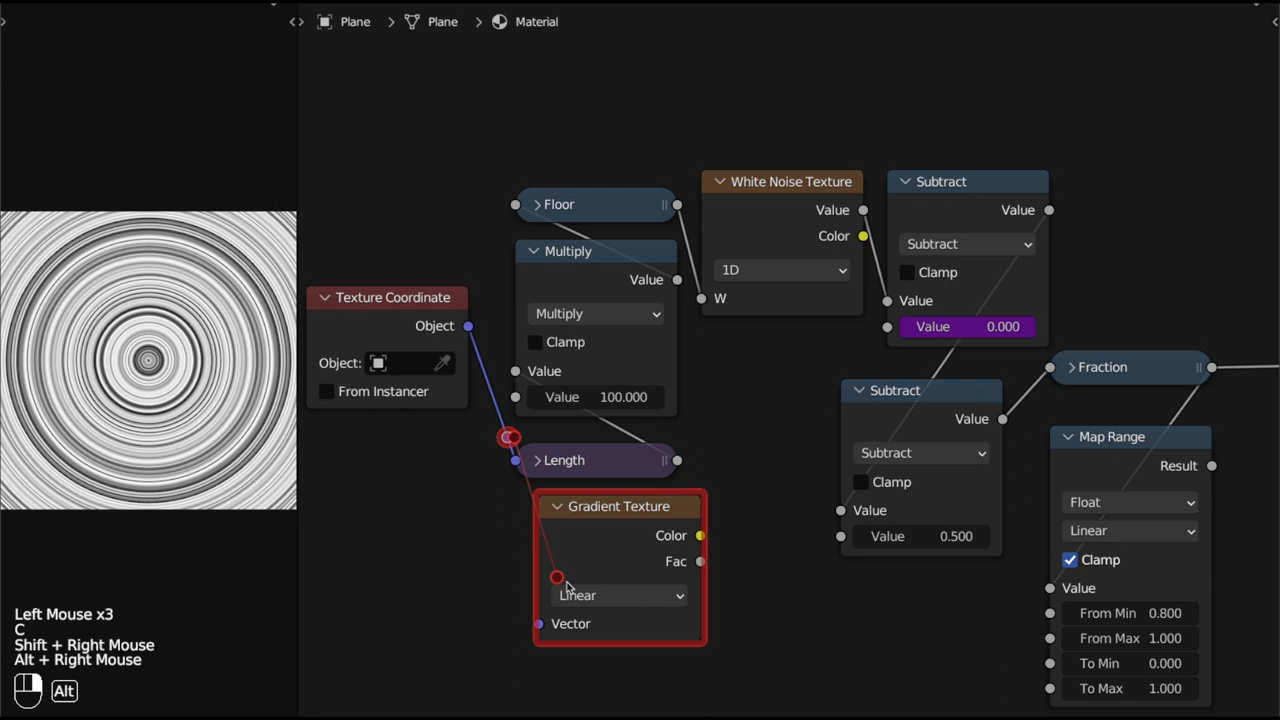 Plane > Plane > Material
Floor
Multiply
Value
Multiply
Clamp
Value
Value 100.000
Texture Coordinate
Object
Object:
From Instancer
Length
Gradient Texture
Color
Fac
Linear
Vector
White Noise Texture
Value
Color
1D
W
Subtract
Value
Subtract
Clamp
Value
Value 0.000
Subtract
Value
Subtract
Clamp
Value
Value 0.500
Fraction
Map Range
Result
Float
Linear
Clamp
Value
From Min 0.800
From Max 1.000
To Min 0.000
To Max 1.000
Left Mouse x3
C
Shift + Right Mouse
Alt + Right Mouse
Alt